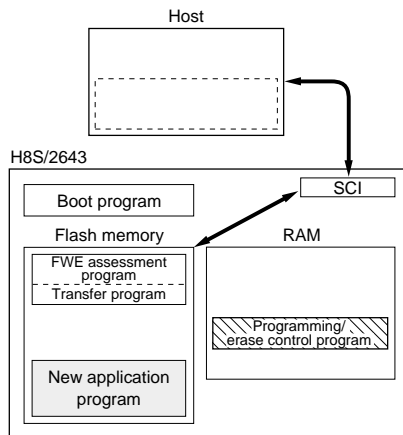 Host
H8S/2643
SCI
Boot program
Flash memory
RAM
FWE assessment
program
Transfer program
Programming/
erase control program
New application
program